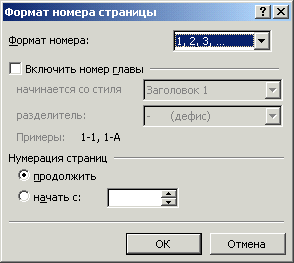 Формат номера страницы
Формат номера: 1, 2, 3, ...
Включить номер главы
начинается со стиля Заголовок 1
разделитель: - (дефис)
Примеры: 1-1, 1-A
Нумерация страниц
продолжить
начать с:
ОК Отмена